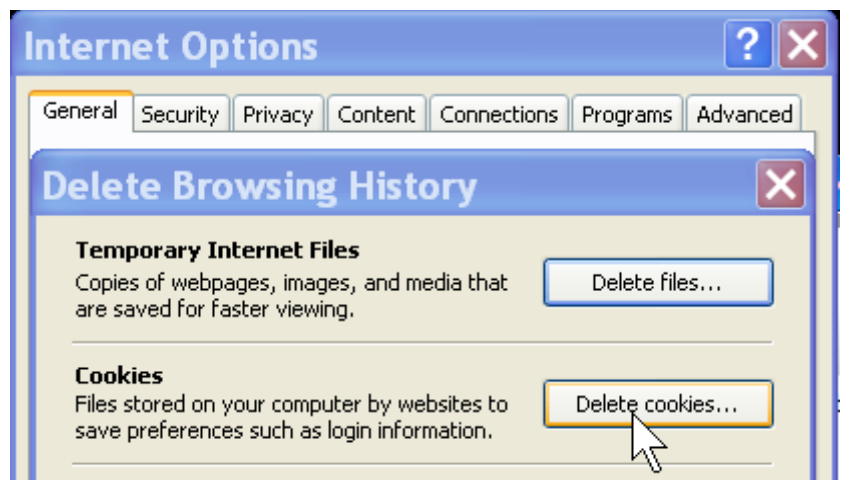 Internet Options
General Security Privacy Content Connections Programs Advanced
Delete Browsing History
Temporary Internet Files
Copies of webpages, images, and media that
are saved for faster viewing.
Delete files...
Cookies
Files stored on your computer by websites to
save preferences such as login information.
Delete cookies...